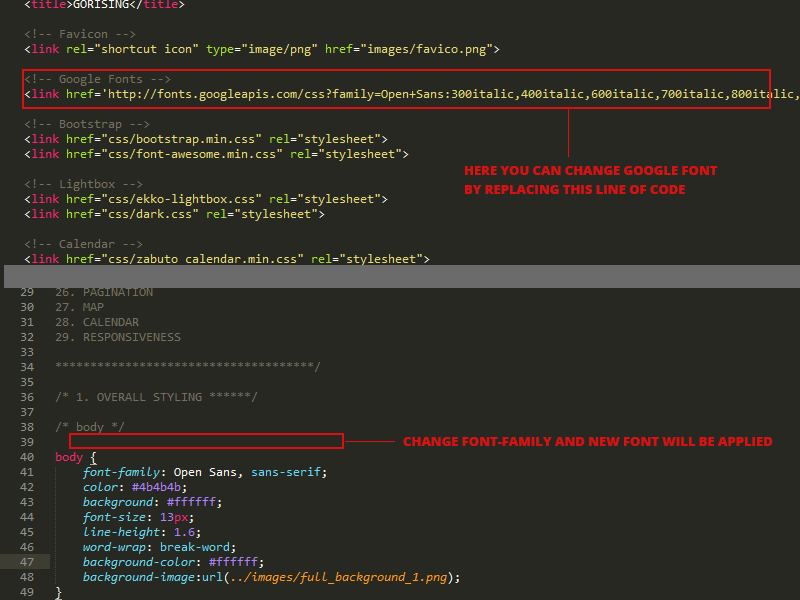 <title>GORISING</title>
<!-- Favicon -->
<link rel="shortcut icon" type="image/png" href="images/favico.png">
<!-- Google Fonts -->
<link href='http://fonts.googleapis.com/css?family=Open+Sans:300italic,400italic,600italic,700italic,800italic,
<!-- Bootstrap -->
<link href="css/bootstrap.min.css" rel="stylesheet">
<link href="css/font-awesome.min.css" rel="stylesheet">
HERE YOU CAN CHANGE GOOGLE FONT
BY REPLACING THIS LINE OF CODE
<!-- Lightbox -->
<link href="css/ekko-lightbox.css" rel="stylesheet">
<link href="css/dark.css" rel="stylesheet">
<!-- Calendar -->
<link href="css/zabuto_calendar.min.css" rel="stylesheet">
29 26. PAGINATION
30 27. MAP
31 28. CALENDAR
32 29. RESPONSIVENESS
33
34 *************************************/
35
36 /* 1. OVERALL STYLING ******/
37
38 /* body */
39
CHANGE FONT-FAMILY AND NEW FONT WILL BE APPLIED
40 body {
41 font-family: Open Sans, sans-serif;
42 color: #4b4b4b;
43 background: #ffffff;
44 font-size: 13px;
45 line-height: 1.6;
46 word-wrap: break-word;
47 background-color: #ffffff;
48 background-image:url(../images/full_background_1.png);
49 }